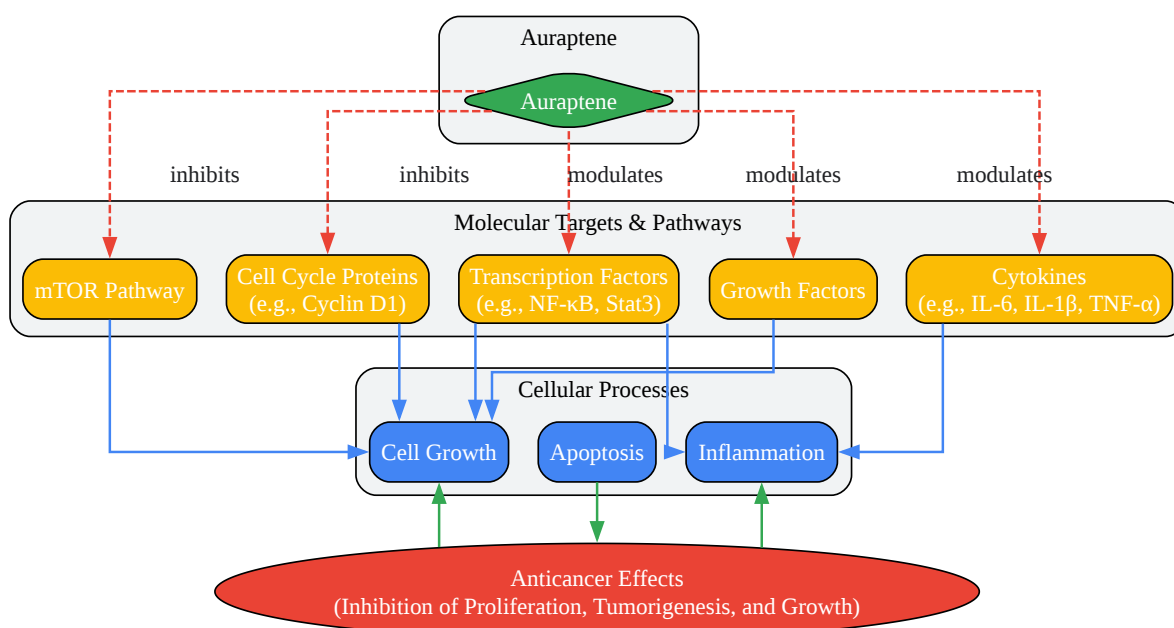 Auraptene
Auraptene
inhibits
inhibits
modulates
modulates
modulates
Molecular Targets & Pathways
mTOR Pathway
Cell Cycle Proteins
(e.g., Cyclin D1)
Transcription Factors
(e.g., NF-κB, Stat3)
Growth Factors
Cytokines
(e.g., IL-6, IL-1β, TNF-α)
Cellular Processes
Cell Growth
Apoptosis
Inflammation
Anticancer Effects
(Inhibition of Proliferation, Tumorigenesis, and Growth)